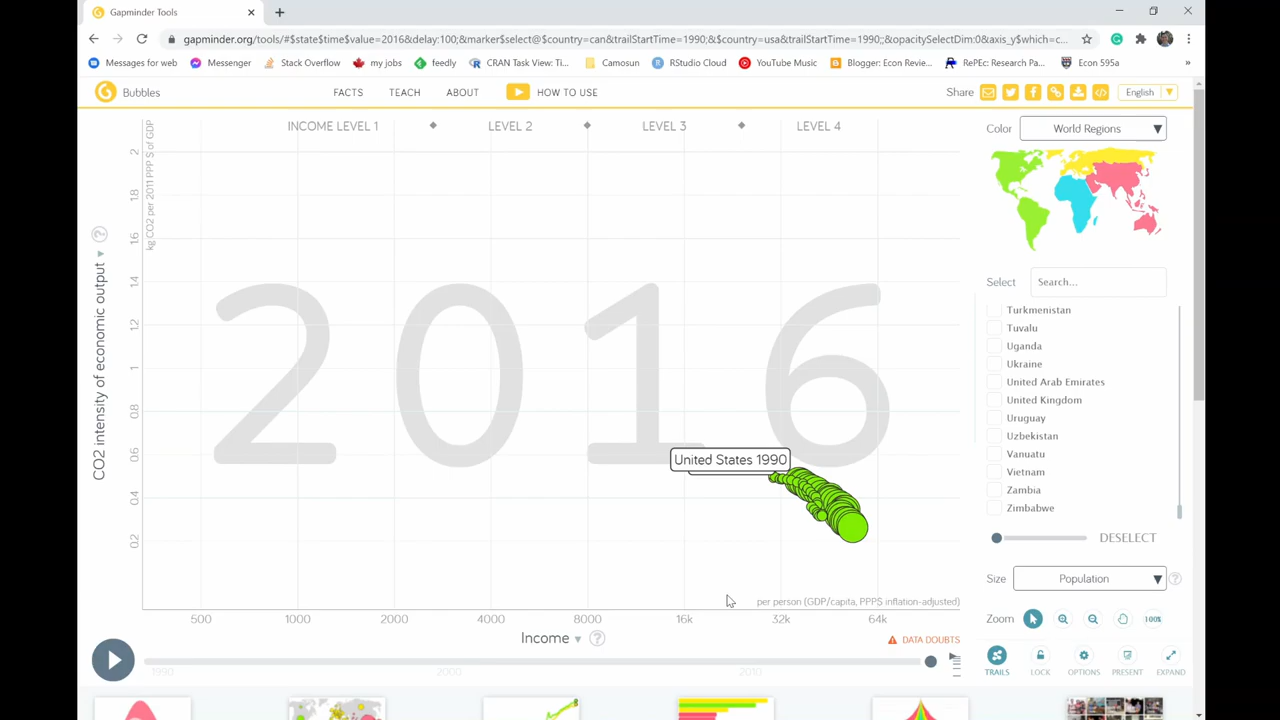 Gapminder Tools
gapminder.org/tools/#$state$time$value=2016&delay:100;&marker$select@$country=can&trailStartTime=1990;&$country=usa&trailStartTime=1990;;&opacitySelectDim:0&axis_y$which=c...
Messages for web
Messenger
Stack Overflow
my jobs
feedly
CRAN Task View: Ti...
Camosun
RStudio Cloud
YouTube Music
Blogger: Econ Revie...
RePEc: Research Pa...
Econ 595a
»
Bubbles
FACTS
TEACH
ABOUT
HOW TO USE
Share
English
INCOME LEVEL 1
LEVEL 2
LEVEL 3
LEVEL 4
Color
World Regions
kg CO2 per 2011 PPP $ of GDP
CO2 intensity of economic output
2
1.8
1.6
1.4
1.2
1
0.8
0.6
0.4
0.2
2016
United States 1990
Select
Search...
Turkmenistan
Tuvalu
Uganda
Ukraine
United Arab Emirates
United Kingdom
Uruguay
Uzbekistan
Vanuatu
Vietnam
Zambia
Zimbabwe
DESELECT
Size
Population
per person (GDP/capita, PPP$ inflation-adjusted)
500
1000
2000
4000
8000
16k
32k
64k
Zoom
100%
Income
DATA DOUBTS
1990
2000
2010
TRAILS
LOCK
OPTIONS
PRESENT
EXPAND